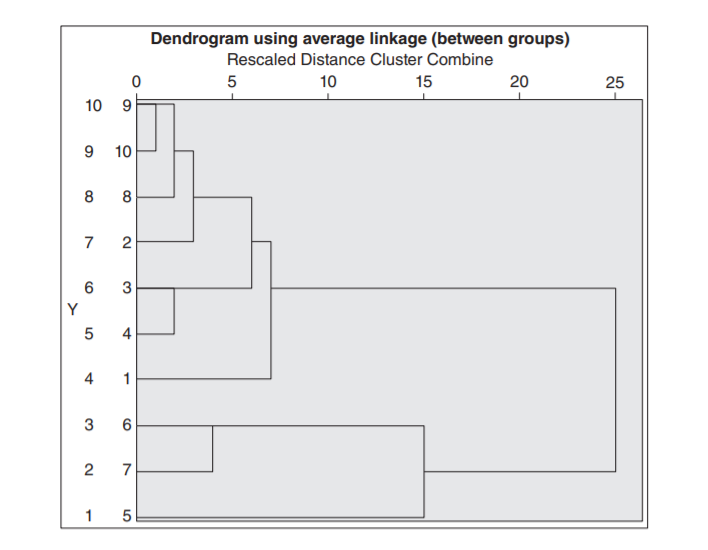 Dendrogram using average linkage (between groups)
Rescaled Distance Cluster Combine
0 5 10 15 20 25
10 9
9 10
8 8
7 2
6 3
Y
5 4
4 1
3 6
2 7
1 5